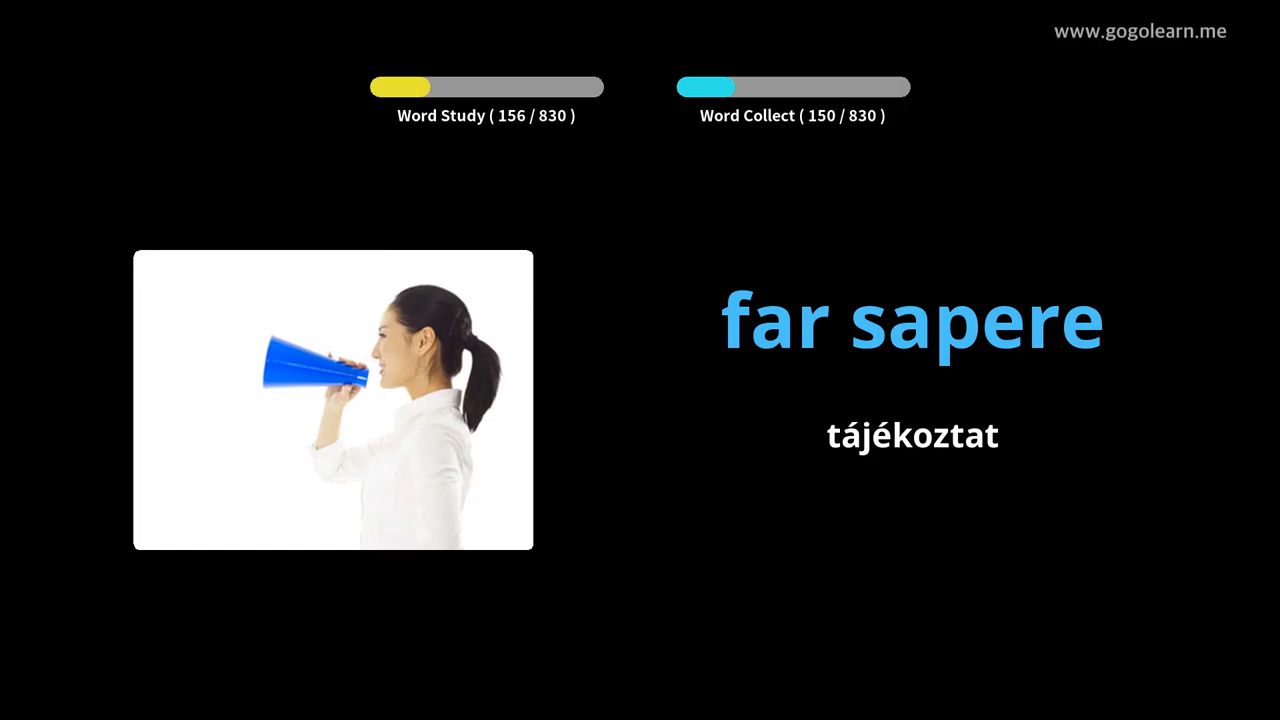 www.gogolearn.me
Word Study ( 156 / 830 )
Word Collect ( 150 / 830 )
far sapere
tájékoztat